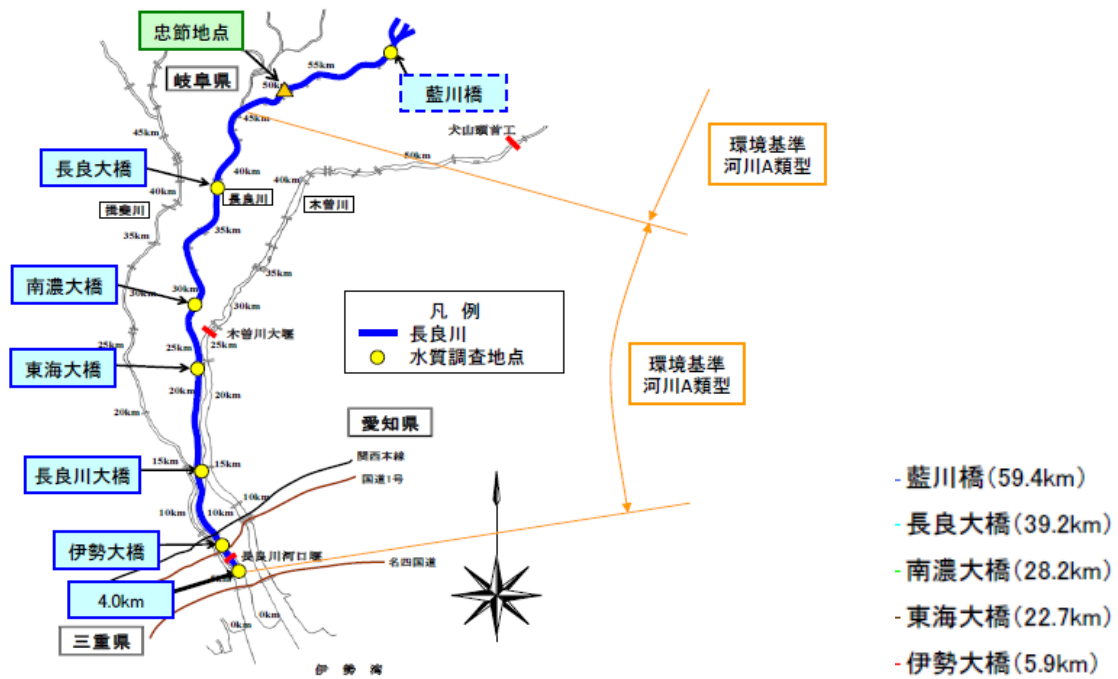 忠節地点
岐阜県
藍川橋
55km
50km
45km
45km
犬山頭首工
50km
環境基準
河川A類型
長良大橋
40km
40km
40km
長良川
木曽川
揖斐川
35km
35km
35km
南濃大橋
30km
30km
30km
凡 例
長良川
水質調査地点
木曽川大堰
25km
25km
25km
環境基準
河川A類型
東海大橋
20km
20km
20km
愛知県
関西本線
長良川大橋
15km
15km
国道1号
10km
10km
10km
藍川橋(59.4km)
長良大橋(39.2km)
伊勢大橋
長良川河口堰
名四国道
南濃大橋(28.2km)
4.0km
0km
0km
東海大橋(22.7km)
三重県
伊勢湾
伊勢大橋(5.9km)